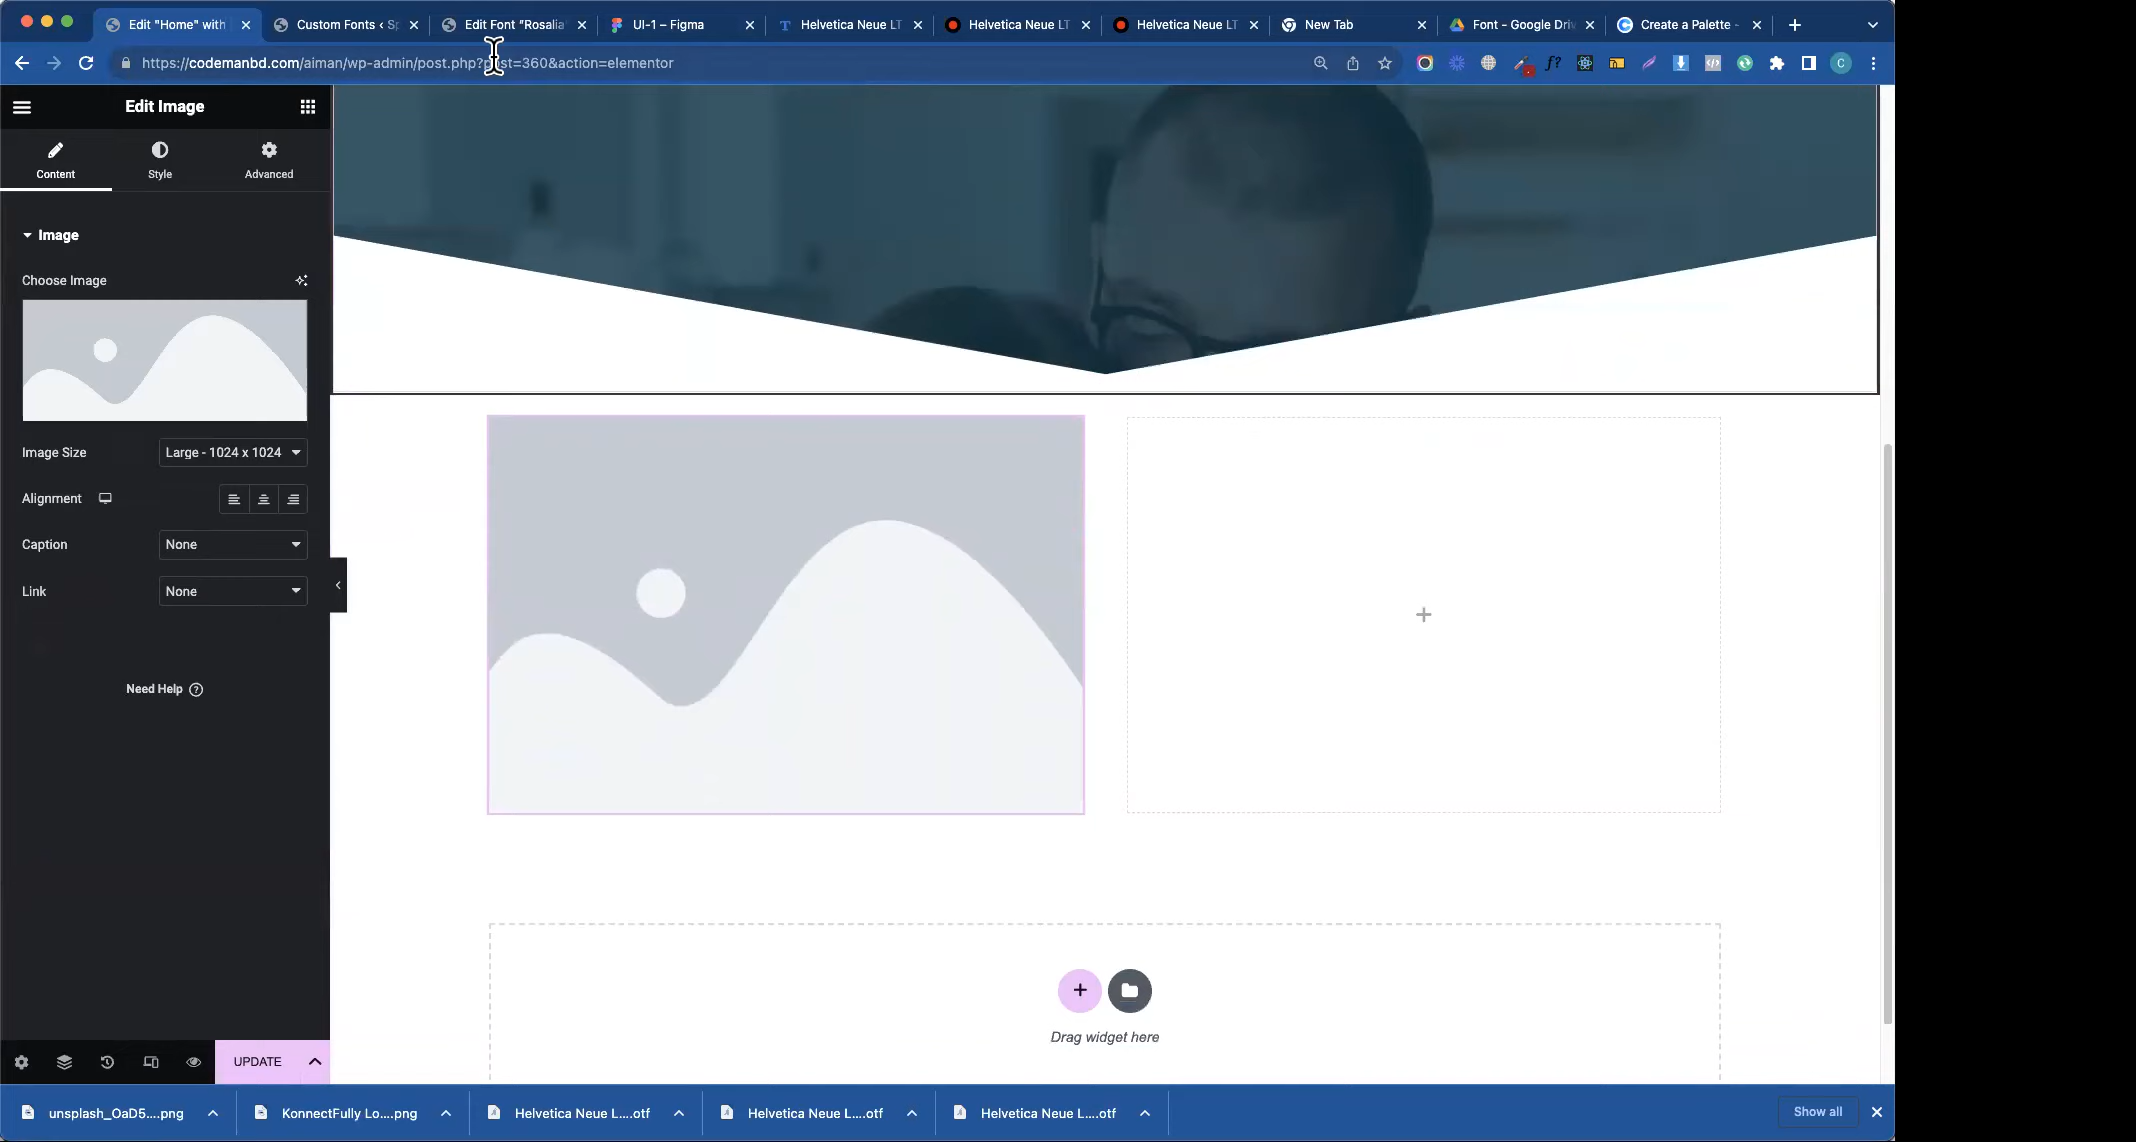 Edit "Home" with
Custom Fonts ‹ Sp
Edit Font "Rosalia
UI-1 – Figma
Helvetica Neue LT
Helvetica Neue LT
Helvetica Neue LT
New Tab
Font - Google Driv
Create a Palette -
https://codemanbd.com/aiman/wp-admin/post.php?post=360&action=elementor
Edit Image
Content
Style
Advanced
Image
Choose Image
Image Size
Large - 1024 x 1024
Alignment
Caption
None
Link
None
Need Help
Drag widget here
UPDATE
unsplash_OaD5....png
KonnectFully Lo....png
Helvetica Neue L....otf
Helvetica Neue L....otf
Helvetica Neue L....otf
Show all